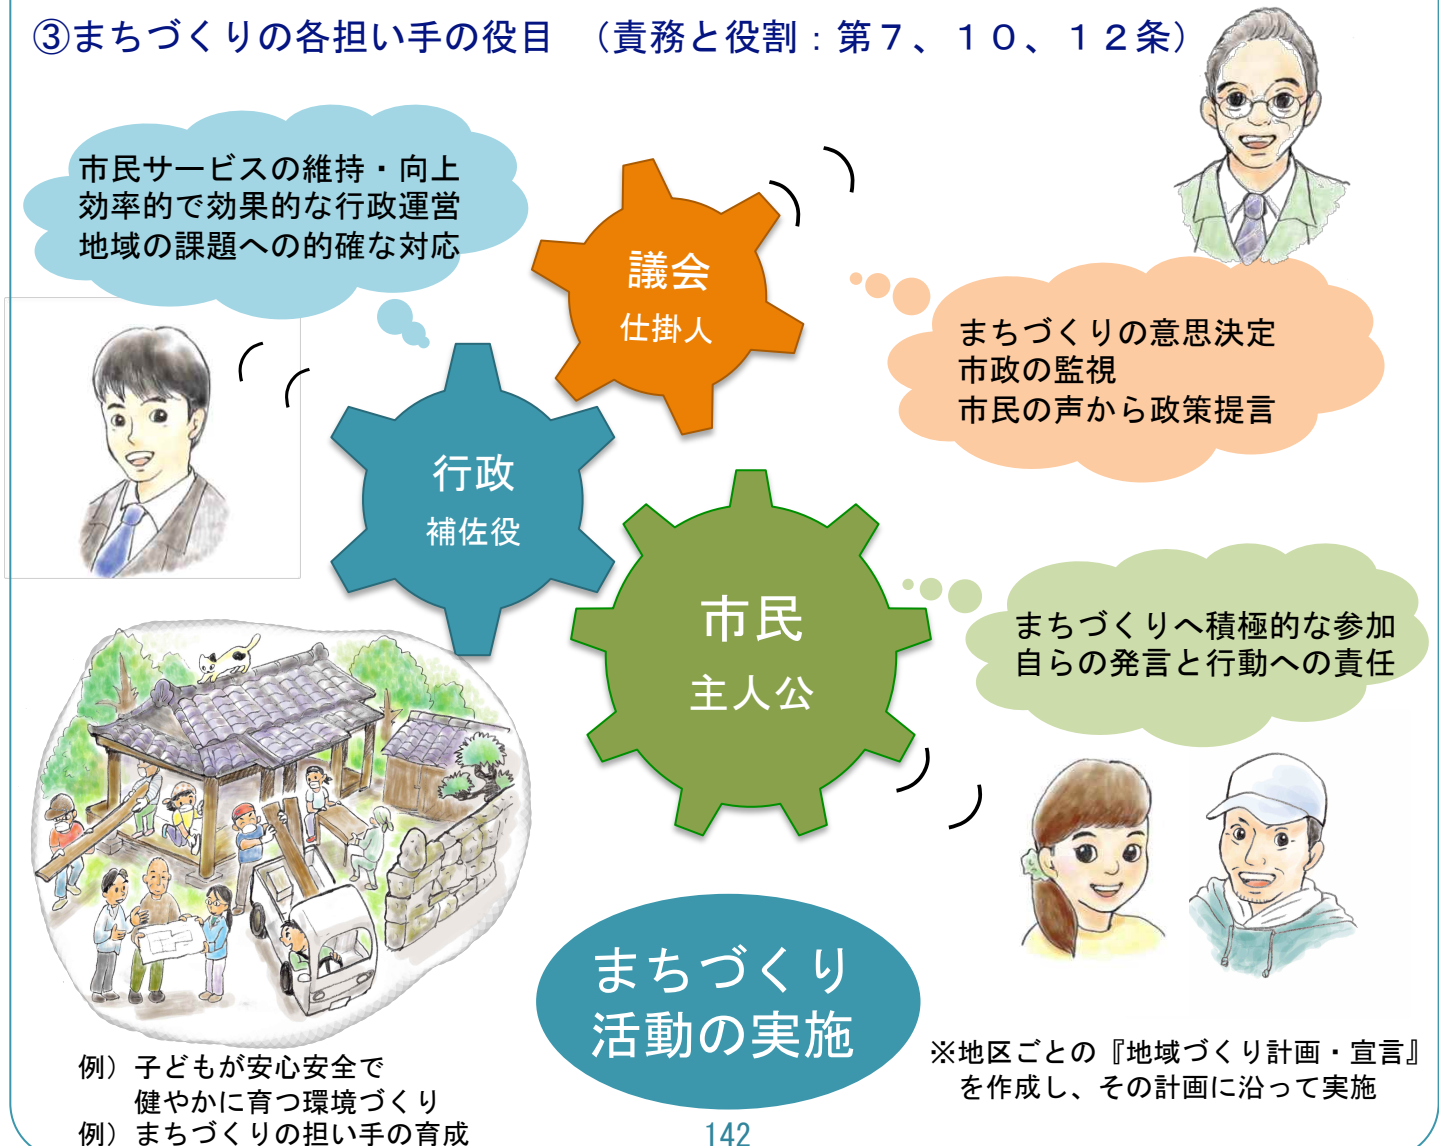 ③まちづくりの各担い手の役目　（責務と役割：第７、１０、１２条）
市民サービスの維持・向上
効率的で効果的な行政運営
地域の課題への的確な対応
議会
仕掛人
まちづくりの意思決定
市政の監視
市民の声から政策提言
行政
補佐役
市民
主人公
まちづくりへ積極的な参加
自らの発言と行動への責任
まちづくり
活動の実施
例）子どもが安心安全で
健やかに育つ環境づくり
例）まちづくりの担い手の育成
※地区ごとの『地域づくり計画・宣言』
を作成し、その計画に沿って実施
142